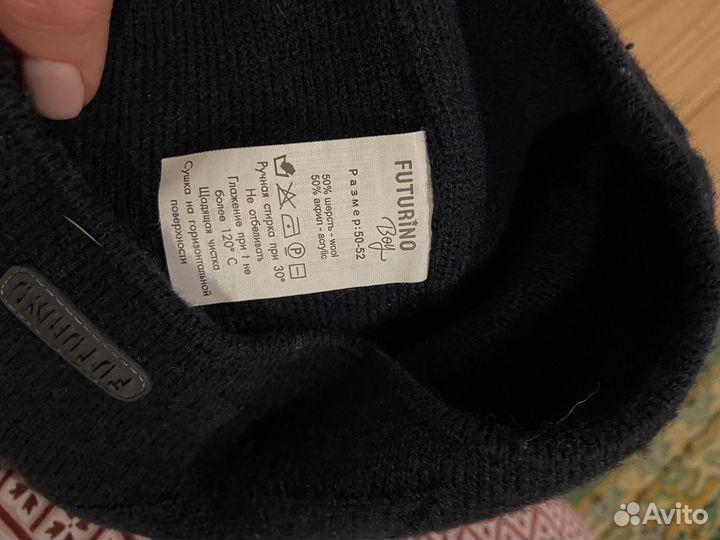 FUTURINO
Boy
Размер:50-52
50% шерсть - wool
50% акрил - acrylic
P
Ручная стирка при 30°
Не отбеливать
Глажение при t не
более 120° C
Щадящая чистка
Сушка на горизонтальной
поверхности
FUTURINO
Avito